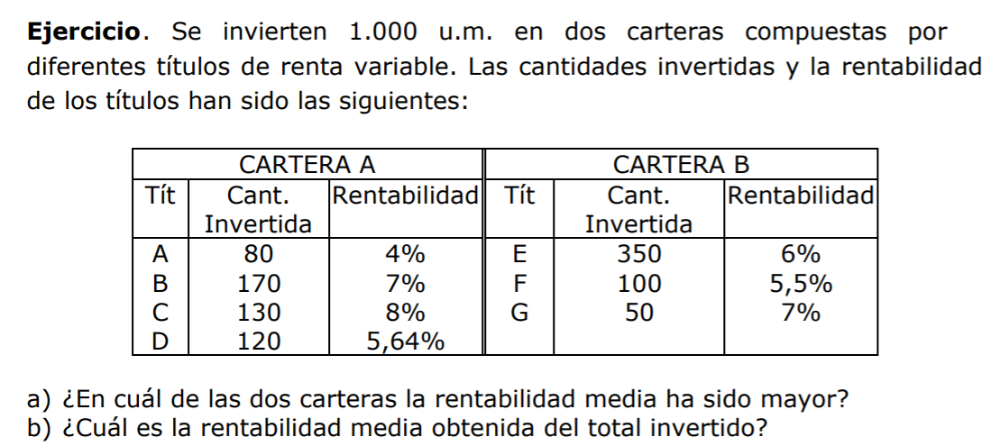 Ejercicio. Se invierten 1.000 u.m. en dos carteras compuestas por
diferentes títulos de renta variable. Las cantidades invertidas y la rentabilidad
de los títulos han sido las siguientes:
CARTERA A CARTERA B
Tít Cant. Rentabilidad Tít Cant. Rentabilidad
Invertida Invertida
A 80 4% E 350 6%
B 170 7% F 100 5,5%
C 130 8% G 50 7%
D 120 5,64%
a) ¿En cuál de las dos carteras la rentabilidad media ha sido mayor?
b) ¿Cuál es la rentabilidad media obtenida del total invertido?